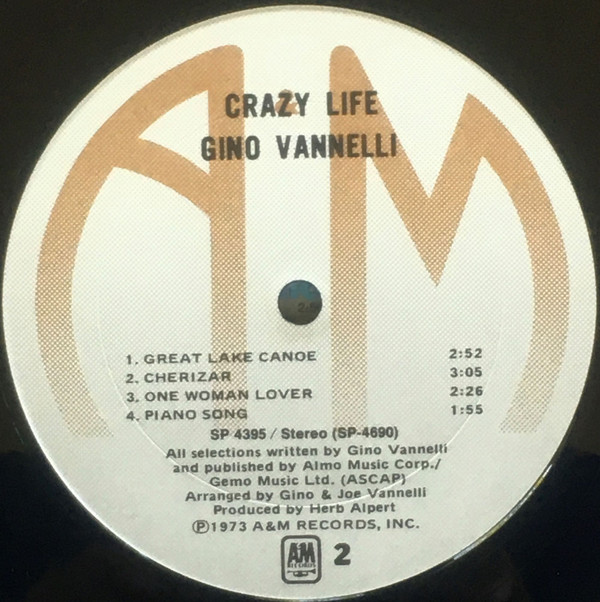 CRAZY LIFE
GINO VANNELLI
1. GREAT LAKE CANOE 2:52
2. CHERIZAR 3:05
3. ONE WOMAN LOVER 2:26
4. PIANO SONG 1:55
SP 4395 / Stereo (SP-4690)
All selections written by Gino Vannelli
and published by Almo Music Corp./
Gemo Music Ltd. (ASCAP)
Arranged by Gino & Joe Vannelli
Produced by Herb Alpert
Ⓟ1973 A&M RECORDS, INC.
AM
RECORDS
2